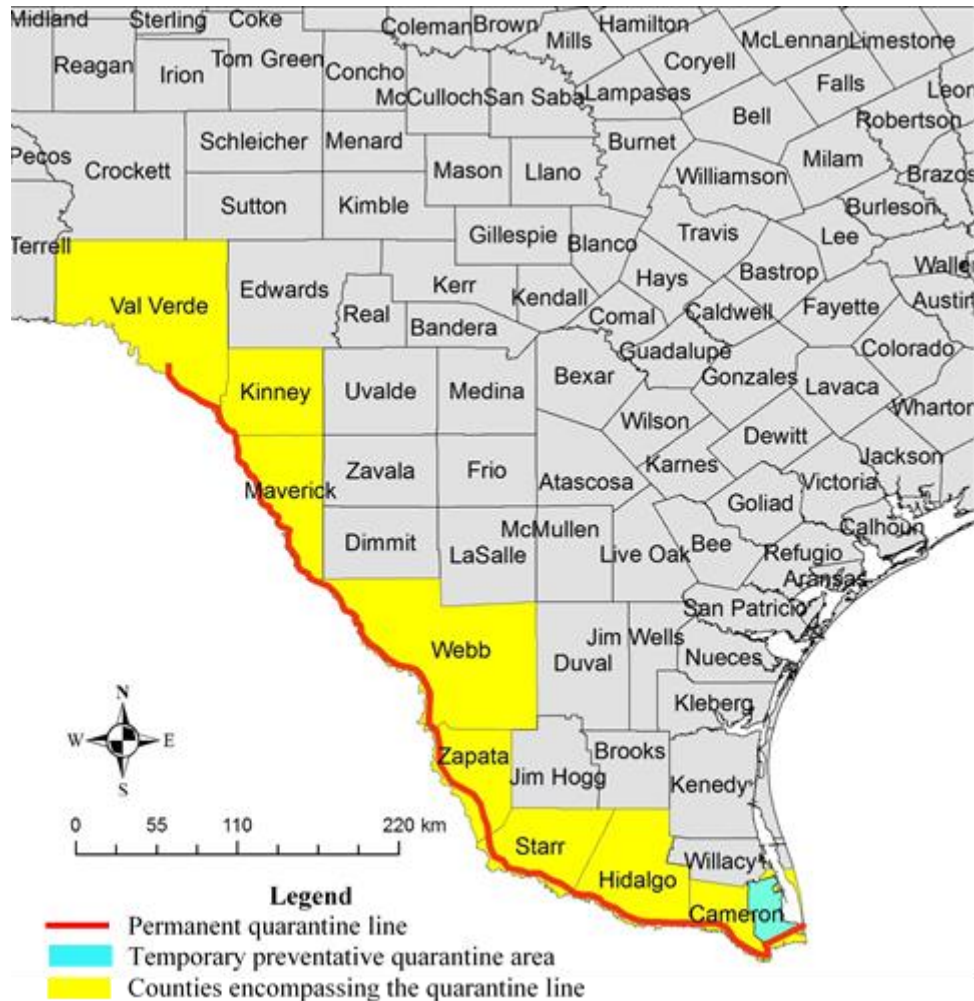 Midland Sterling Coke Coleman Brown Mills Hamilton McLennan Limestone
Reagan Irion Tom Green Concho McCulloch San Saba Lampasas Coryell Falls Leon
Pecos Crockett Schleicher Menard Mason Llano Burnet Bell Milam Robertson
Sutton Kimble Williamson Brazos
Terrell Gillespie Blanco Travis Lee Burleson
Val Verde Edwards Real Kerr Kendall Hays Bastrop Fayette Waller
Bandera Comal Caldwell Austin
Kinney Uvalde Medina Bexar Guadalupe Gonzales Lavaca Colorado
Wilson Wharton
Maverick Zavala Frio Atascosa Karnes Dewitt Victoria Jackson
Goliad Calhoun
Dimmit LaSalle McMullen Live Oak Bee Refugio
Aransas
San Patricio
Webb Duval Jim Wells Nueces
Kleberg
Zapata Jim Hogg Brooks Kenedy
Starr Hidalgo Willacy
Cameron
N
W E
S
0 55 110 220 km
Legend
Permanent quarantine line
Temporary preventative quarantine area
Counties encompassing the quarantine line